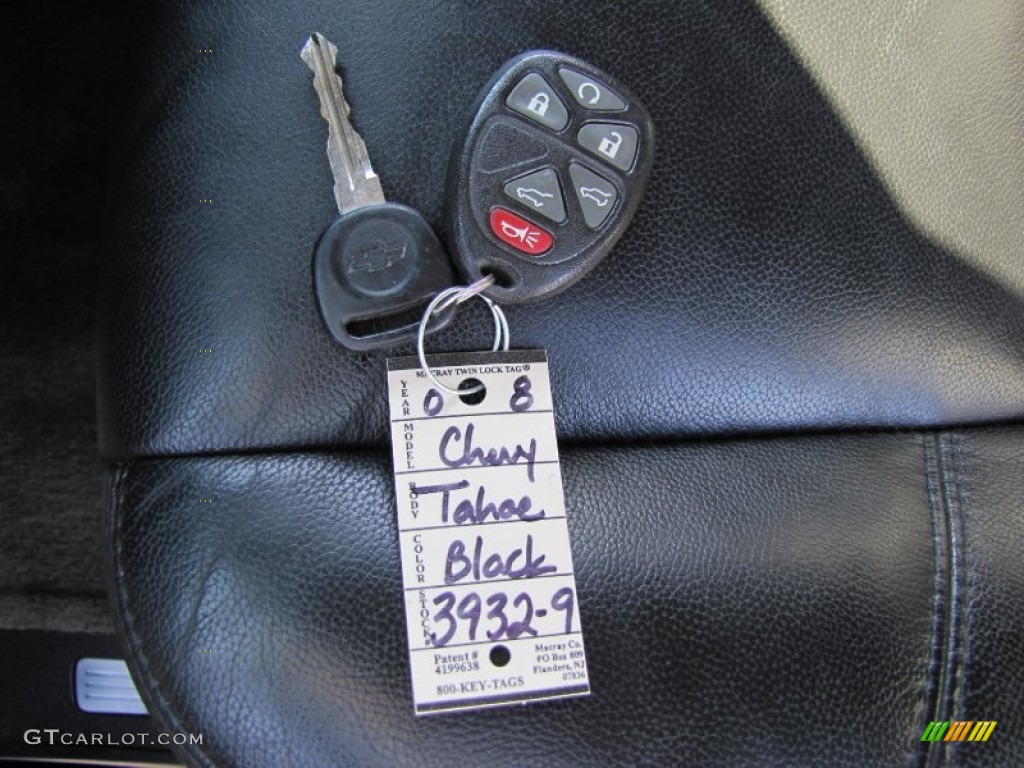 MACRAY TWIN LOCK TAG®
YEAR 0 8
MODEL Chevy
BODY Tahoe
COLOR Black
STOCK# 3932-9
Patent #
4199638
Macray Co.
PO Box 809
Flanders, NJ
07836
800-KEY-TAGS
GTCARLOT.COM